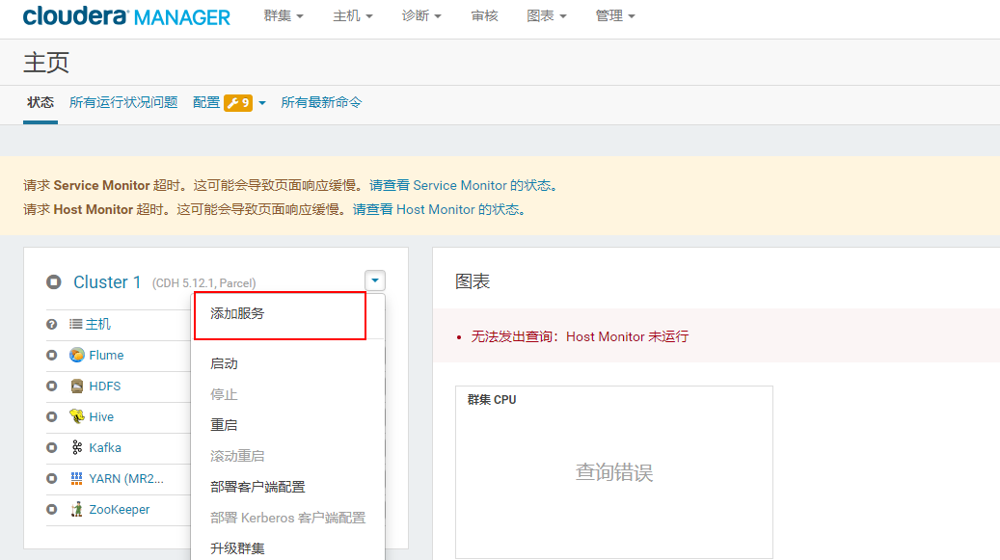 cloudera MANAGER 群集 主机 诊断 审核 图表 管理
主页
状态 所有运行状况问题 配置 9 所有最新命令
请求 Service Monitor 超时。这可能会导致页面响应缓慢。请查看 Service Monitor 的状态。
请求 Host Monitor 超时。这可能会导致页面响应缓慢。请查看 Host Monitor 的状态。
Cluster 1 (CDH 5.12.1, Parcel)
主机
Flume
HDFS
Hive
Kafka
YARN (MR2...
ZooKeeper
添加服务
启动
停止
重启
滚动重启
部署客户端配置
部署 Kerberos 客户端配置
升级群集
图表
无法发出查询：Host Monitor 未运行
群集 CPU
查询错误